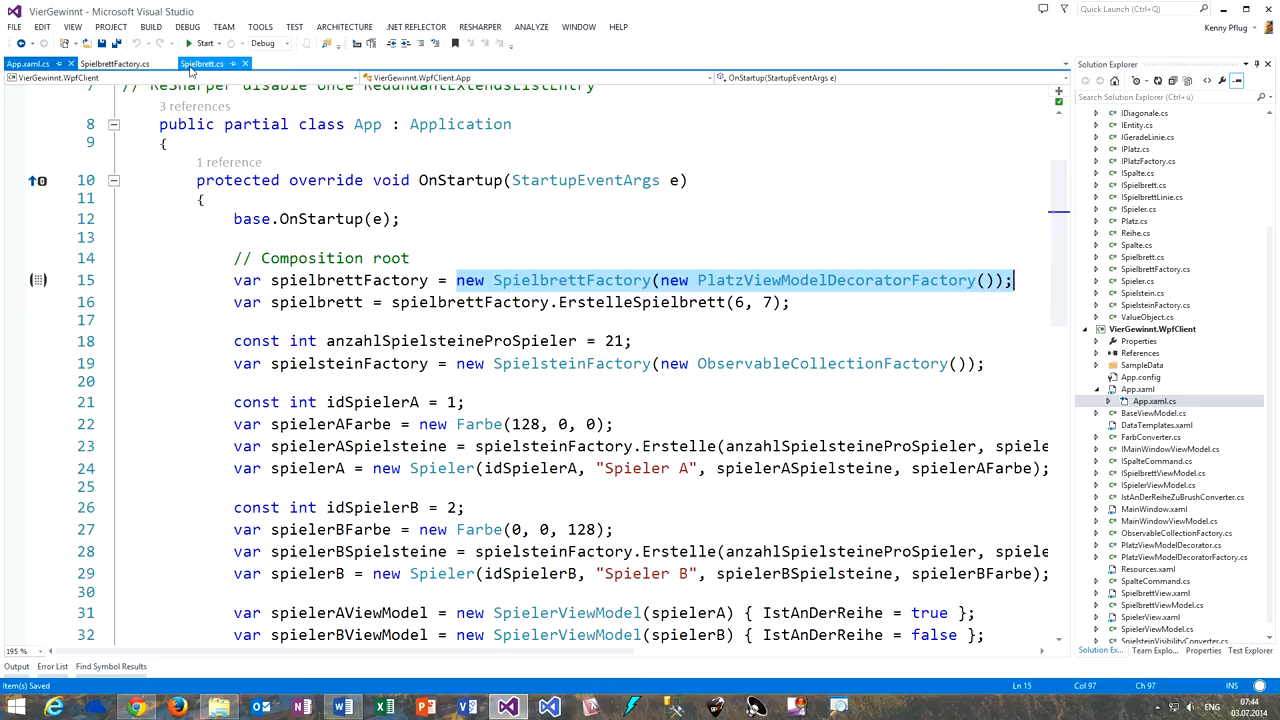 VierGewinnt - Microsoft Visual Studio
Quick Launch (Ctrl+Q)
FILE EDIT VIEW PROJECT BUILD DEBUG TEAM TOOLS TEST ARCHITECTURE .NET REFLECTOR RESHARPER ANALYZE WINDOW HELP
Kenny Pflug
Start Debug
App.xaml.cs SpielbrettFactory.cs Spielbrett.cs
VierGewinnt.WpfClient VierGewinnt.WpfClient.App OnStartup(StartupEventArgs e)
7 // ReSharper disable once RedundantExtendsListEntry
3 references
8 public partial class App : Application
9 {
1 reference
10 protected override void OnStartup(StartupEventArgs e)
11 {
12 base.OnStartup(e);
13
14 // Composition root
15 var spielbrettFactory = new SpielbrettFactory(new PlatzViewModelDecoratorFactory());
16 var spielbrett = spielbrettFactory.ErstelleSpielbrett(6, 7);
17
18 const int anzahlSpielsteineProSpieler = 21;
19 var spielsteinFactory = new SpielsteinFactory(new ObservableCollectionFactory());
20
21 const int idSpielerA = 1;
22 var spielerAFarbe = new Farbe(128, 0, 0);
23 var spielerASpielsteine = spielsteinFactory.Erstelle(anzahlSpielsteineProSpieler, spiele
24 var spielerA = new Spieler(idSpielerA, "Spieler A", spielerASpielsteine, spielerAFarbe);
25
26 const int idSpielerB = 2;
27 var spielerBFarbe = new Farbe(0, 0, 128);
28 var spielerBSpielsteine = spielsteinFactory.Erstelle(anzahlSpielsteineProSpieler, spiele
29 var spielerB = new Spieler(idSpielerB, "Spieler B", spielerBSpielsteine, spielerBFarbe);
30
31 var spielerAViewModel = new SpielerViewModel(spielerA) { IstAnDerReihe = true };
32 var spielerBViewModel = new SpielerViewModel(spielerB) { IstAnDerReihe = false };
195 %
Solution Explorer
Search Solution Explorer (Ctrl+ü)
IDiagonale.cs
IEntity.cs
IGeradeLinie.cs
IPlatz.cs
IPlatzFactory.cs
ISpalte.cs
ISpielbrett.cs
ISpielbrettLinie.cs
ISpieler.cs
Platz.cs
Reihe.cs
Spalte.cs
Spielbrett.cs
SpielbrettFactory.cs
Spieler.cs
Spielstein.cs
SpielsteinFactory.cs
ValueObject.cs
VierGewinnt.WpfClient
Properties
References
SampleData
App.config
App.xaml
App.xaml.cs
BaseViewModel.cs
DataTemplates.xaml
FarbConverter.cs
IMainWindowViewModel.cs
ISpalteCommand.cs
ISpielbrettViewModel.cs
ISpielerViewModel.cs
IstAnDerReiheZuBrushConverter.cs
MainWindow.xaml
MainWindowViewModel.cs
ObservableCollectionFactory.cs
PlatzViewModelDecorator.cs
PlatzViewModelDecoratorFactory.cs
Resources.xaml
SpalteCommand.cs
SpielbrettView.xaml
SpielbrettViewModel.cs
SpielerView.xaml
SpielerViewModel.cs
SpielsteinVisibilityConverter.cs
Solution Ex... Team Explo... Properties Test Explorer
Output Error List Find Symbol Results
Item(s) Saved Ln 15 Col 97 Ch 97 INS
07:44
03.07.2014